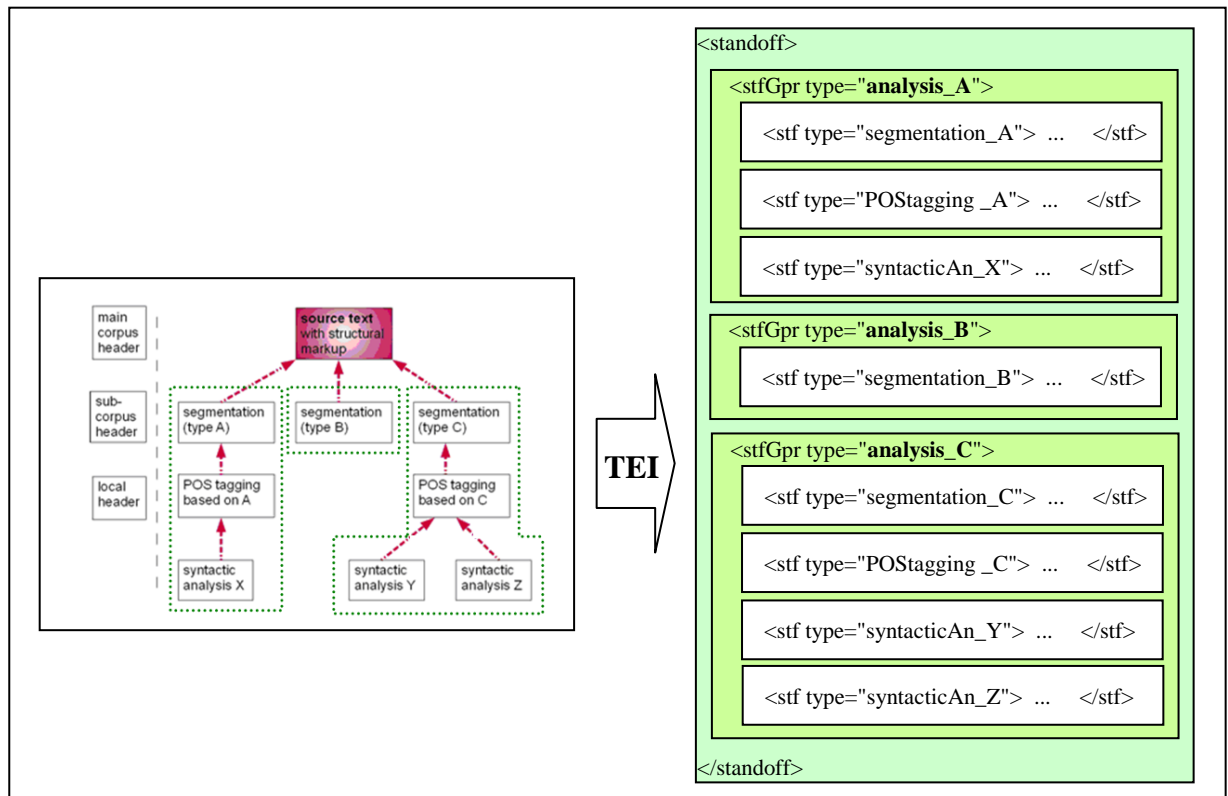 main
corpus
header
sub-
corpus
header
local
header
source text
with structural
markup
segmentation
(type A)
segmentation
(type B)
segmentation
(type C)
POS tagging
based on A
POS tagging
based on C
syntactic
analysis X
syntactic
analysis Y
syntactic
analysis Z
TEI
<standoff>
<stfGpr type="analysis_A">
<stf type="segmentation_A"> ... </stf>
<stf type="POStagging _A"> ... </stf>
<stf type="syntacticAn_X"> ... </stf>
<stfGpr type="analysis_B">
<stf type="segmentation_B"> ... </stf>
<stfGpr type="analysis_C">
<stf type="segmentation_C"> ... </stf>
<stf type="POStagging _C"> ... </stf>
<stf type="syntacticAn_Y"> ... </stf>
<stf type="syntacticAn_Z"> ... </stf>
</standoff>